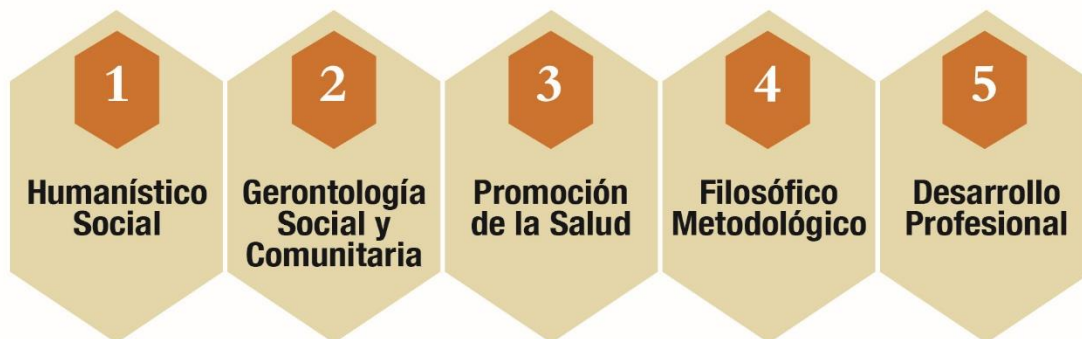 1
Humanístico
Social
2
Gerontología
Social y
Comunitaria
3
Promoción
de la Salud
4
Filosófico
Metodológico
5
Desarrollo
Profesional